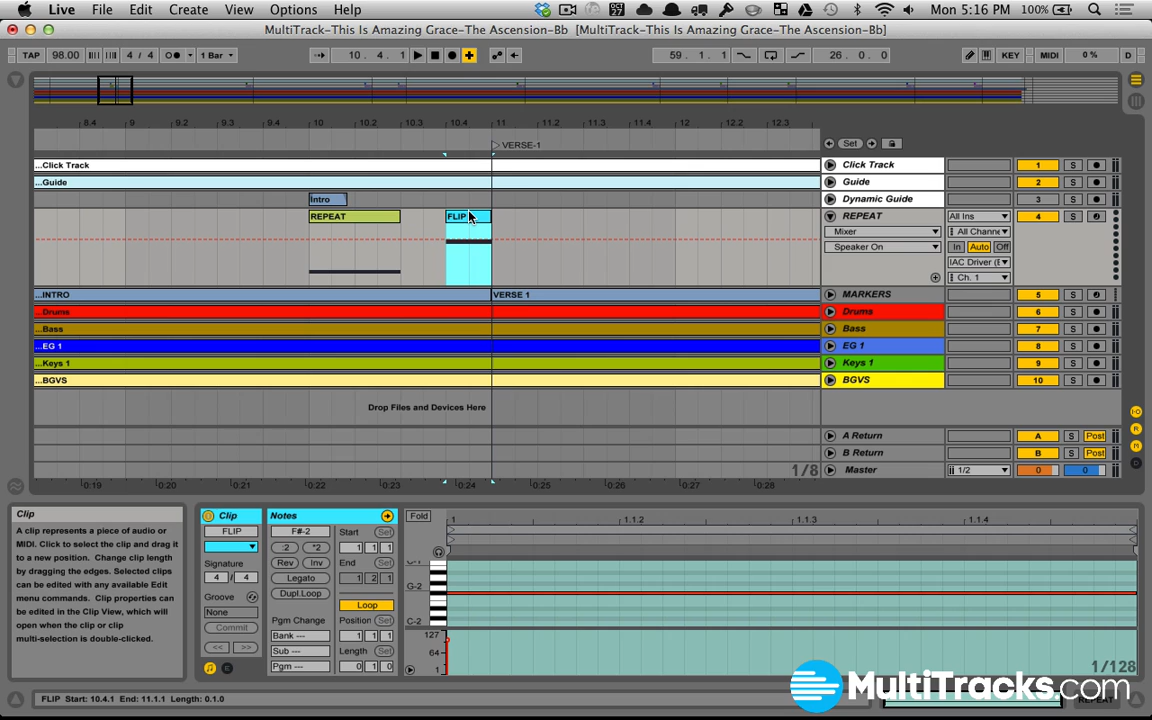 Live File Edit Create View Options Help OCT 27 Mon 5:16 PM 100%
MultiTrack-This Is Amazing Grace-The Ascension-Bb [MultiTrack-This Is Amazing Grace-The Ascension-Bb]
TAP 98.00 4 / 4 1 Bar 10. 4. 1 59. 1. 1 26. 0. 0 KEY MIDI 0 % D
8.4 9 9.2 9.3 9.4 10 10.2 10.3 10.4 11 11.2 11.3 11.4 12 12.2 12.3
VERSE-1 Set
...Click Track Click Track 1 S
...Guide Guide 2 S
Intro Dynamic Guide 3 S
REPEAT FLIP REPEAT All Ins 4 S
Mixer All Channe
Speaker On In Auto Off
IAC Driver (E
Ch. 1
...INTRO VERSE 1 MARKERS 5 S
...Drums Drums 6 S
...Bass Bass 7 S
...EG 1 EG 1 8 S
...Keys 1 Keys 1 9 S
...BGVS BGVS 10 S
Drop Files and Devices Here
A Return A S Post
B Return B S Post
1/8 Master 1/2 0 0
0:19 0:20 0:21 0:22 0:23 0:24 0:25 0:26 0:27 0:28
Clip
A clip represents a piece of audio or
MIDI. Click to select the clip and drag it
to a new position. Change clip length
by dragging the edges. Selected clips
can be edited with any available Edit
menu commands. Clip properties can
be edited in the Clip View, which will
open when the clip or clip
multi-selection is double-clicked.
Clip
FLIP
Signature
4 / 4
Groove
None
Commit
<< >>
Notes
F#-2
:2 *2
Rev Inv
Legato
Dupl.Loop
Pgm Change
Bank ---
Sub ---
Pgm ---
Start Set
1 1 1
End Set
1 2 1
Loop
Position Set
1 1 1
Length Set
0 1 0
Fold
1 1.1.2 1.1.3 1.1.4
C-1
G-2
C-2
127
64
1
1/128
MultiTracks.com
FLIP Start: 10.4.1 End: 11.1.1 Length: 0.1.0
REPEAT